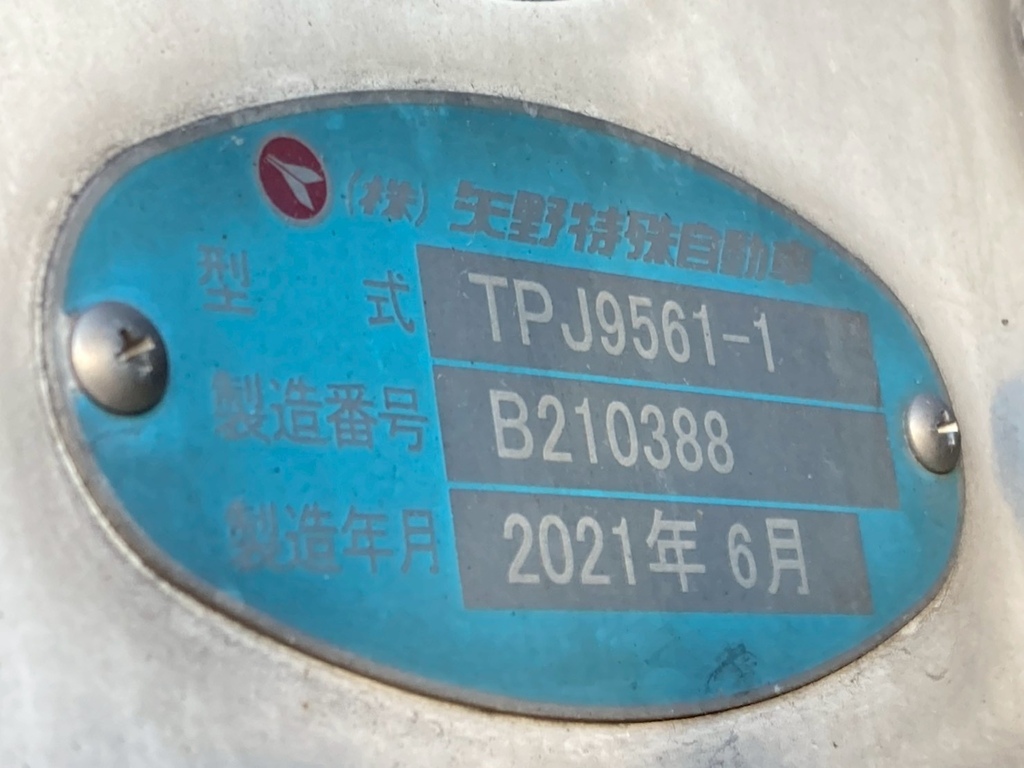 (株)矢野特殊自動車
型式 TPJ9561-1
製造番号 B210388
製造年月 2021年 6月